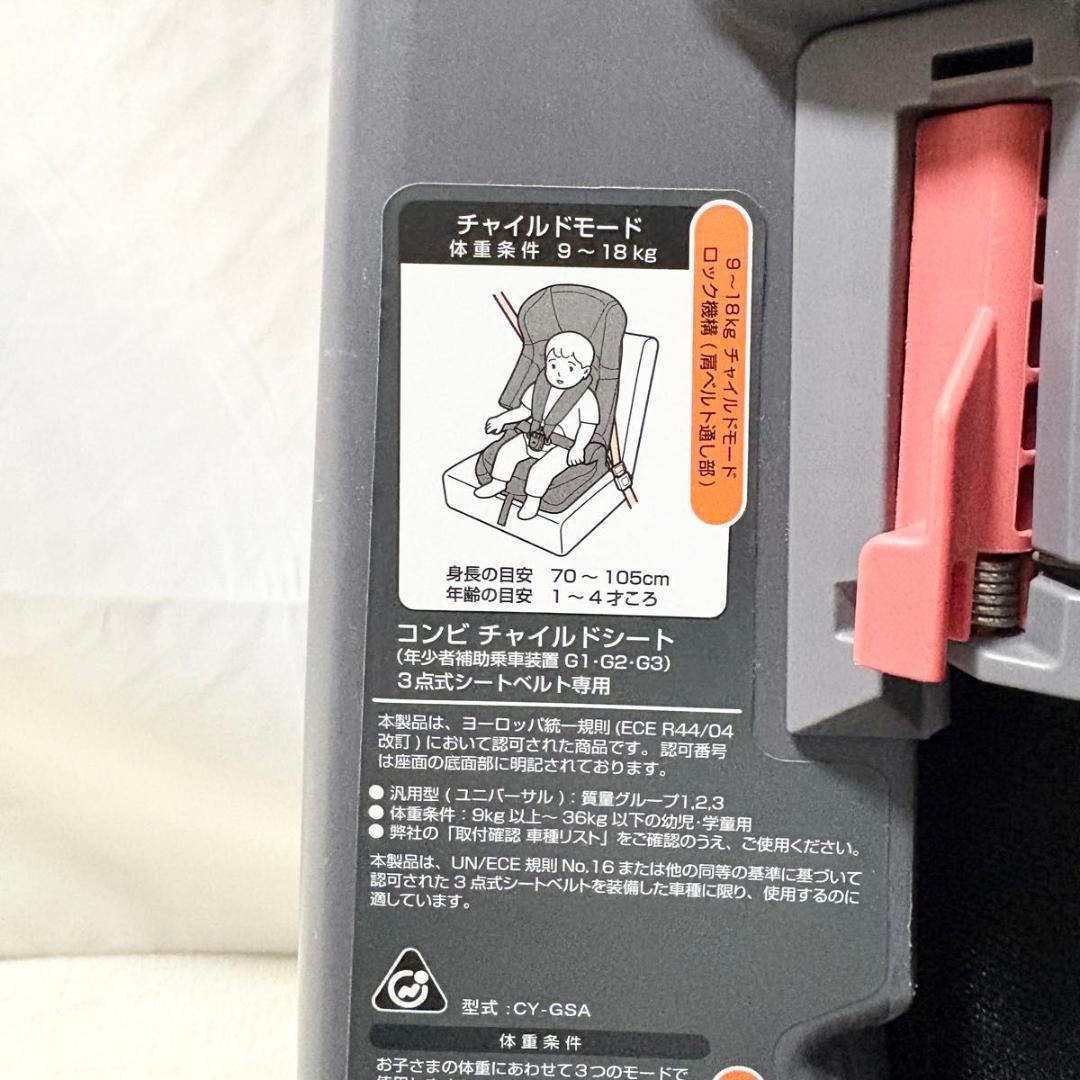 チャイルドモード
体重条件 9～18kg
9～18kg チャイルドモード
ロック機構(肩ベルト通し部)
身長の目安 70～105cm
年齢の目安 1～4才ころ
コンビ チャイルドシート
(年少者補助乗車装置 G1・G2・G3)
3点式シートベルト専用
本製品は、ヨーロッパ統一規則(ECE R44/04
改訂)において認可された商品です。認可番号
は座面の底面部に明記されております。
● 汎用型(ユニバーサル):質量グループ1,2,3
● 体重条件:9kg以上～36kg以下の幼児・学童用
● 弊社の「取付確認 車種リスト」をご確認のうえ、ご使用ください。
本製品は、UN/ECE規則 No.16または他の同等の基準に基づいて
認可された3点式シートベルトを装備した車種に限り、使用するのに
適しています。
型式:CY-GSA
体重条件
お子さまの体重にあわせて3つのモードで